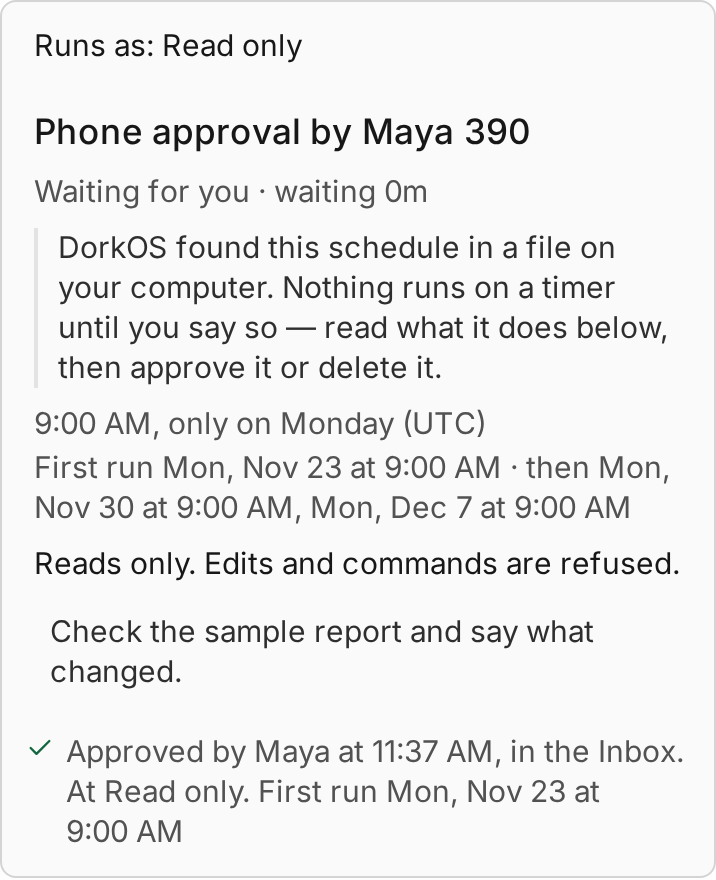 Runs as: Read only
Phone approval by Maya 390
Waiting for you · waiting 0m
DorkOS found this schedule in a file on
your computer. Nothing runs on a timer
until you say so — read what it does below,
then approve it or delete it.
9:00 AM, only on Monday (UTC)
First run Mon, Nov 23 at 9:00 AM · then Mon,
Nov 30 at 9:00 AM, Mon, Dec 7 at 9:00 AM
Reads only. Edits and commands are refused.
Check the sample report and say what
changed.
Approved by Maya at 11:37 AM, in the Inbox.
At Read only. First run Mon, Nov 23 at
9:00 AM